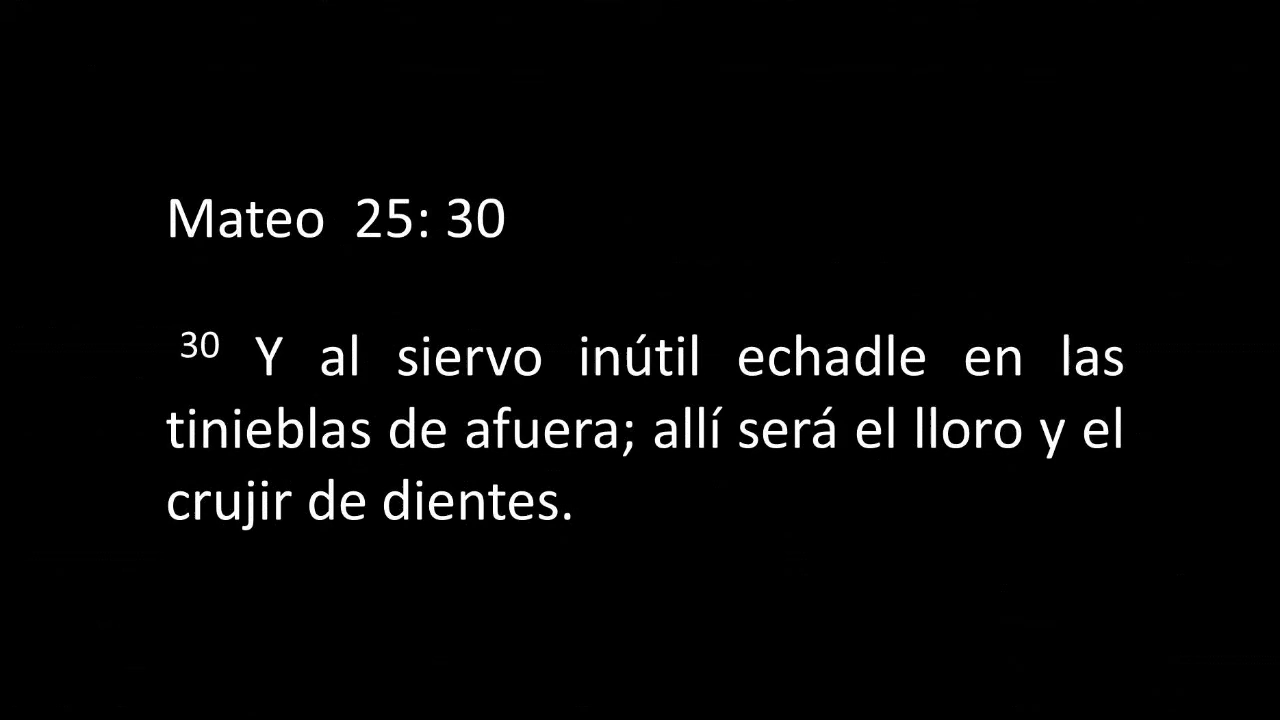 Mateo  25: 30
30 Y al siervo inútil echadle en las
tinieblas de afuera; allí será el lloro y el
crujir de dientes.